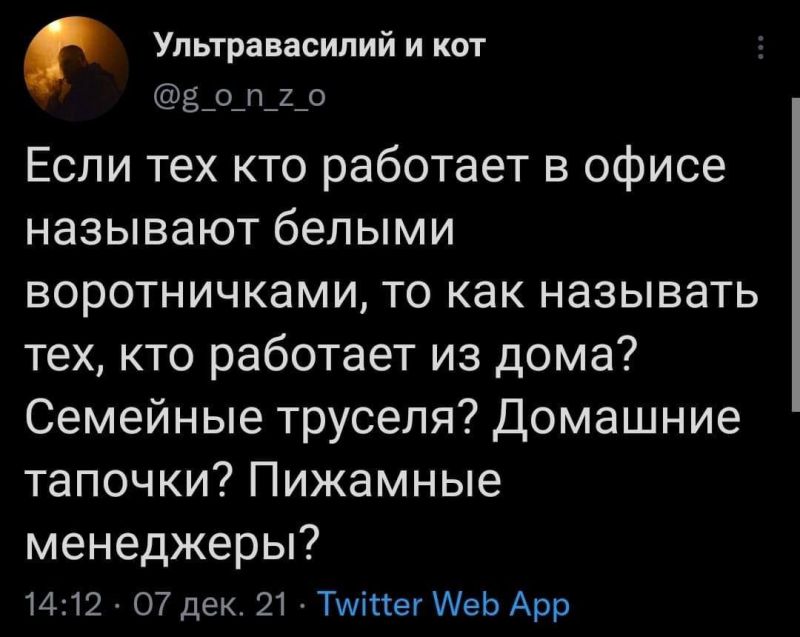 Ультравасилий и кот
@g_o_n_z_o
Если тех кто работает в офисе
называют белыми
воротничками, то как называть
тех, кто работает из дома?
Семейные труселя? Домашние
тапочки? Пижамные
менеджеры?
14:12 · 07 дек. 21 · Twitter Web App